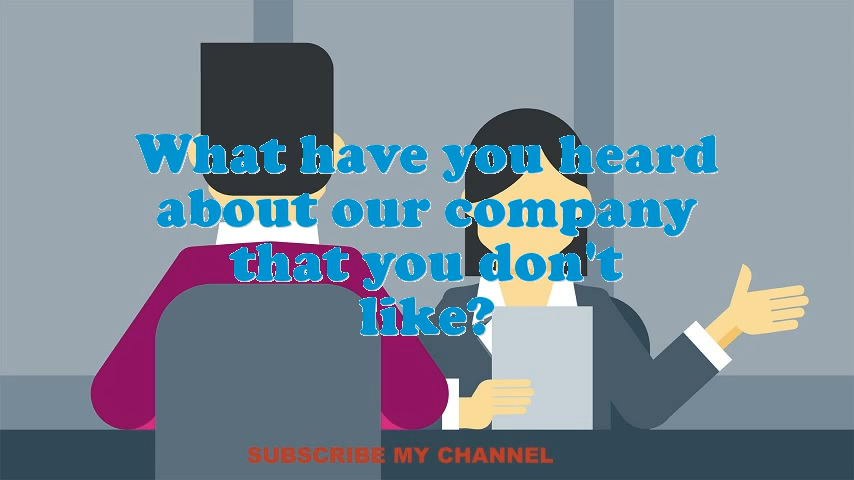 What have you heard
about our company
that you don't
like?
SUBSCRIBE MY CHANNEL